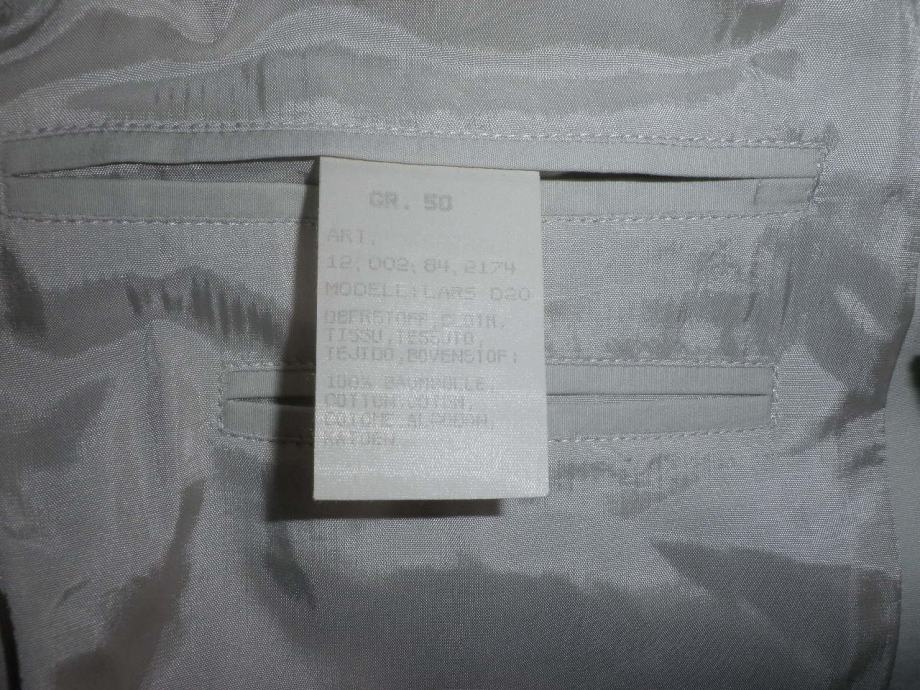 GR. 50
ART.
12.002.84.2174
MODELL:LARS D20
OBERSTOFF,CLOTH,
TISSU,TESSUTO,
TEJIDO,BOVENSTOF:
100% BAUMWOLLE,
COTTON,COTON,
COTONE,ALGODON,
KATOEN